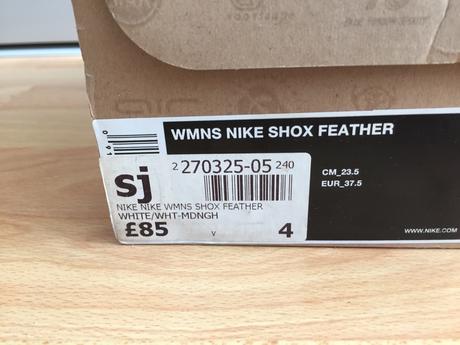 WMNS NIKE SHOX FEATHER
2 270325-05 240
sj
CM_23.5
EUR_37.5
NIKE NIKE WMNS SHOX FEATHER
WHITE/WHT-MDNGH
£85 V 4
WWW.NIKE.COM